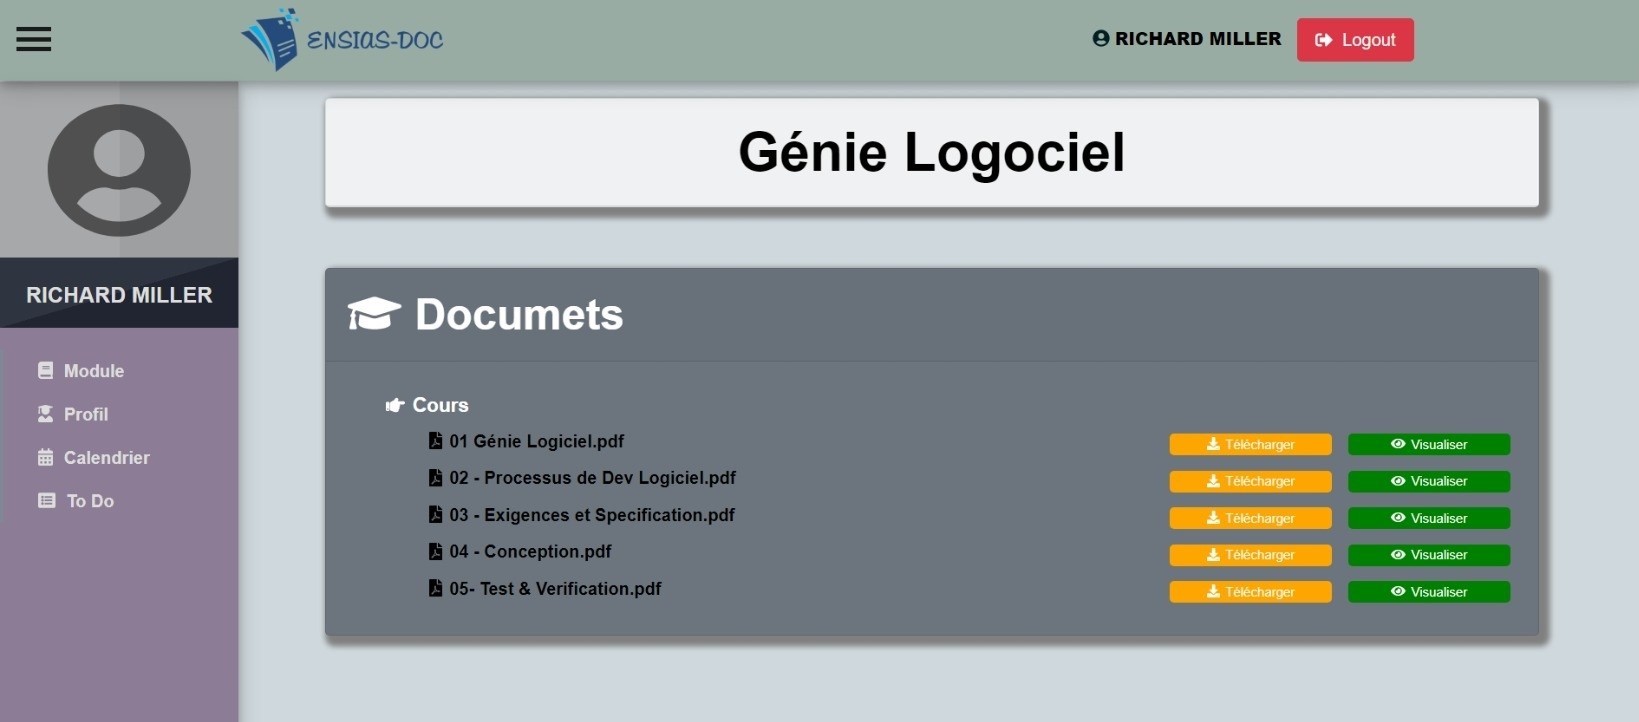 ENSIAS-DOC
RICHARD MILLER
Logout
Génie Logociel
RICHARD MILLER
Module
Profil
Calendrier
To Do
Documets
Cours
01 Génie Logiciel.pdf Télécharger Visualiser
02 - Processus de Dev Logiciel.pdf Télécharger Visualiser
03 - Exigences et Specification.pdf Télécharger Visualiser
04 - Conception.pdf Télécharger Visualiser
05- Test & Verification.pdf Télécharger Visualiser